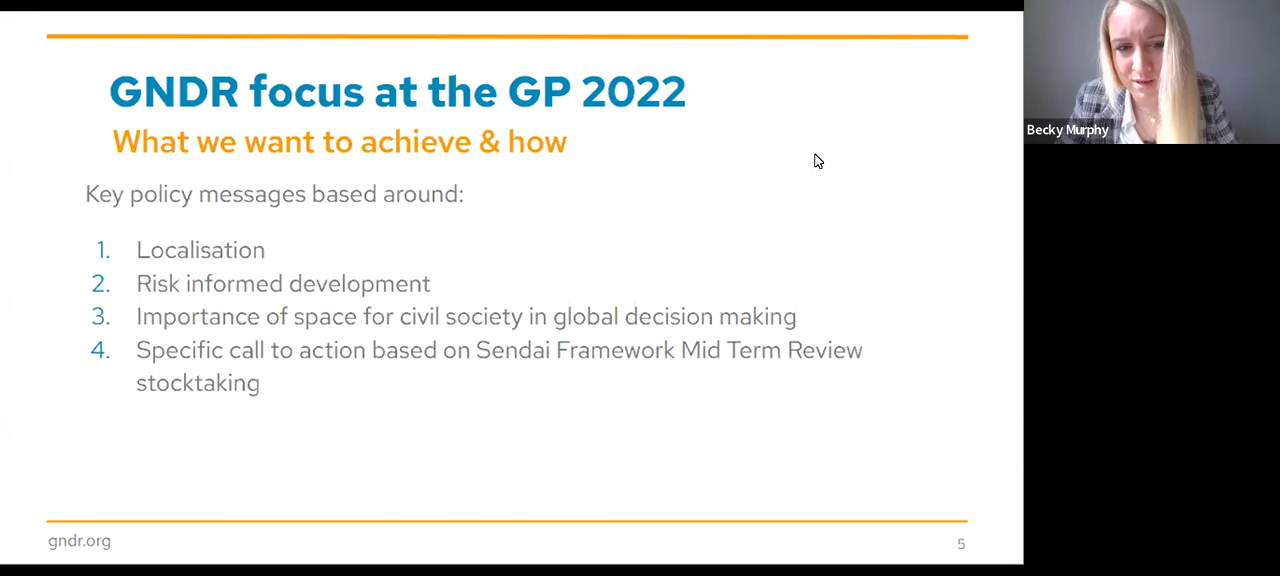 GNDR focus at the GP 2022
What we want to achieve & how
Key policy messages based around:
1. Localisation
2. Risk informed development
3. Importance of space for civil society in global decision making
4. Specific call to action based on Sendai Framework Mid Term Review
stocktaking
gndr.org
5
Becky Murphy